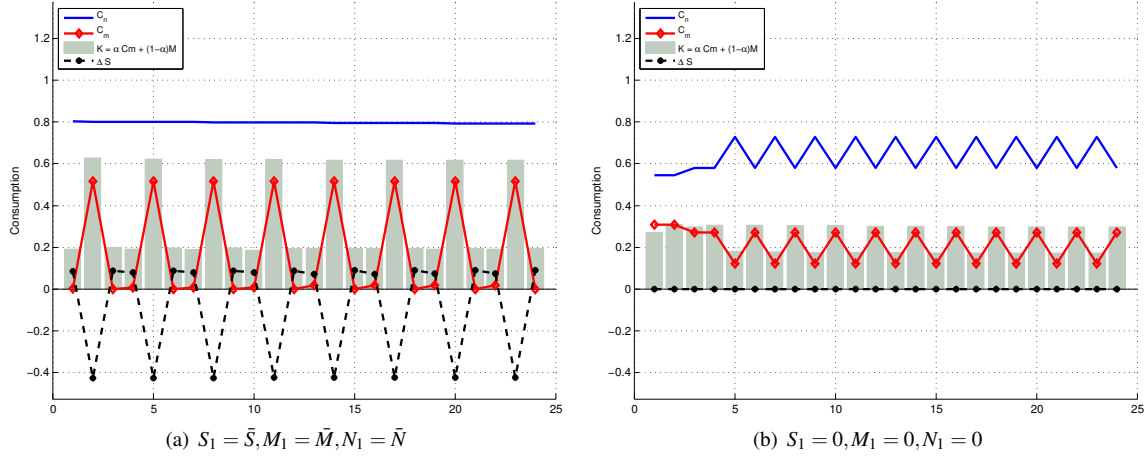 C_n
C_m
K = α Cm + (1−α)M
Δ S
1.2
1
0.8
0.6
0.4
0.2
0
−0.2
−0.4
Consumption
0 5 10 15 20 25
(a) S_1 = S̄, M_1 = M̄, N_1 = N̄
C_n
C_m
K = α Cm + (1−α)M
Δ S
1.2
1
0.8
0.6
0.4
0.2
0
−0.2
−0.4
Consumption
0 5 10 15 20 25
(b) S_1 = 0, M_1 = 0, N_1 = 0